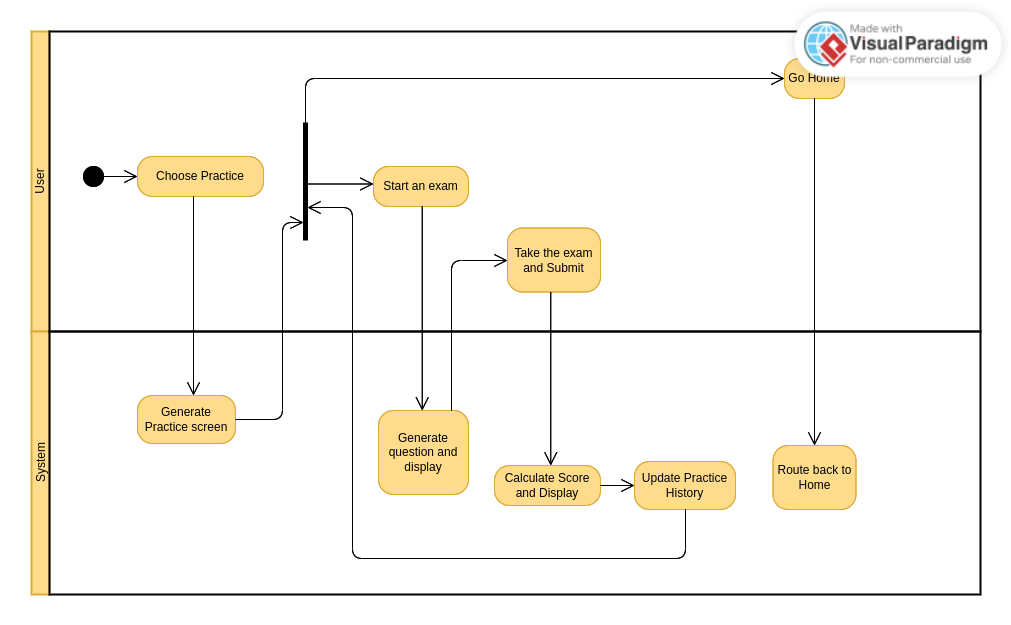 Made with
Visual Paradigm
For non-commercial use
Go Home
User
Choose Practice
Start an exam
Take the exam
and Submit
System
Generate
Practice screen
Generate
question and
display
Calculate Score
and Display
Update Practice
History
Route back to
Home